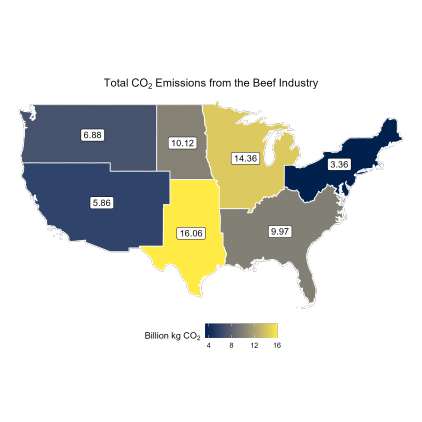 Total CO₂ Emissions from the Beef Industry
6.88
10.12
14.36
3.36
5.86
16.06
9.97
Billion kg CO₂
4 8 12 16